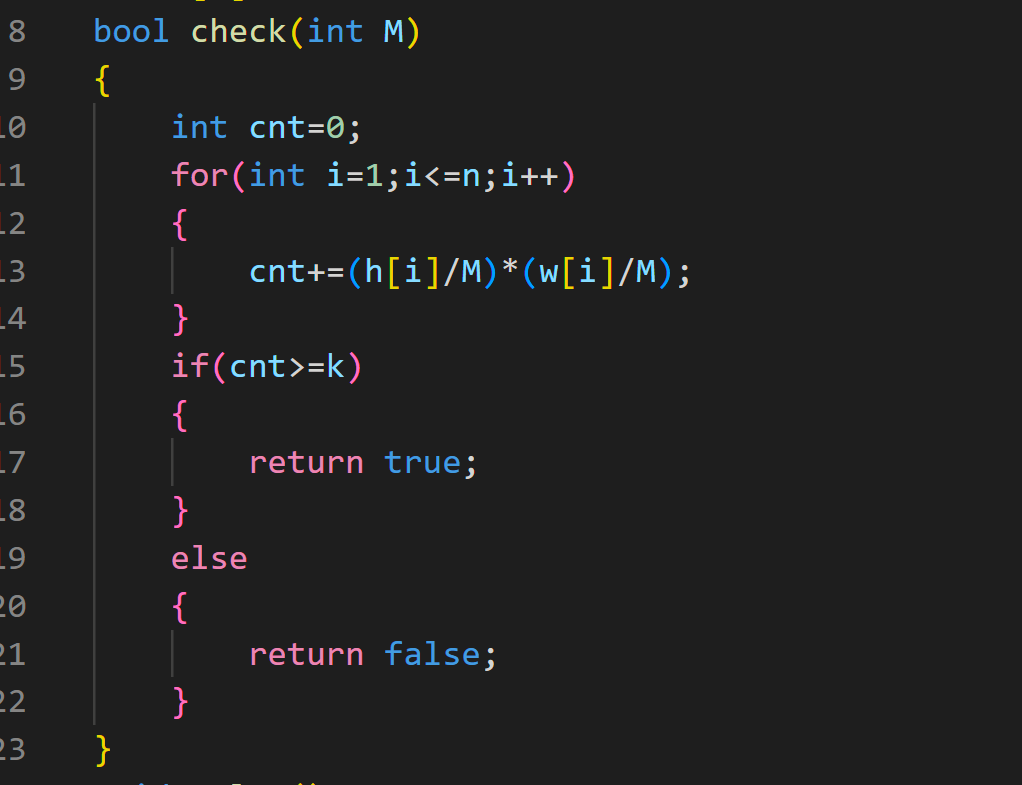 8 bool check(int M)
9 {
10 int cnt=0;
11 for(int i=1;i<=n;i++)
12 {
13 cnt+=(h[i]/M)*(w[i]/M);
14 }
15 if(cnt>=k)
16 {
17 return true;
18 }
19 else
20 {
21 return false;
22 }
23 }